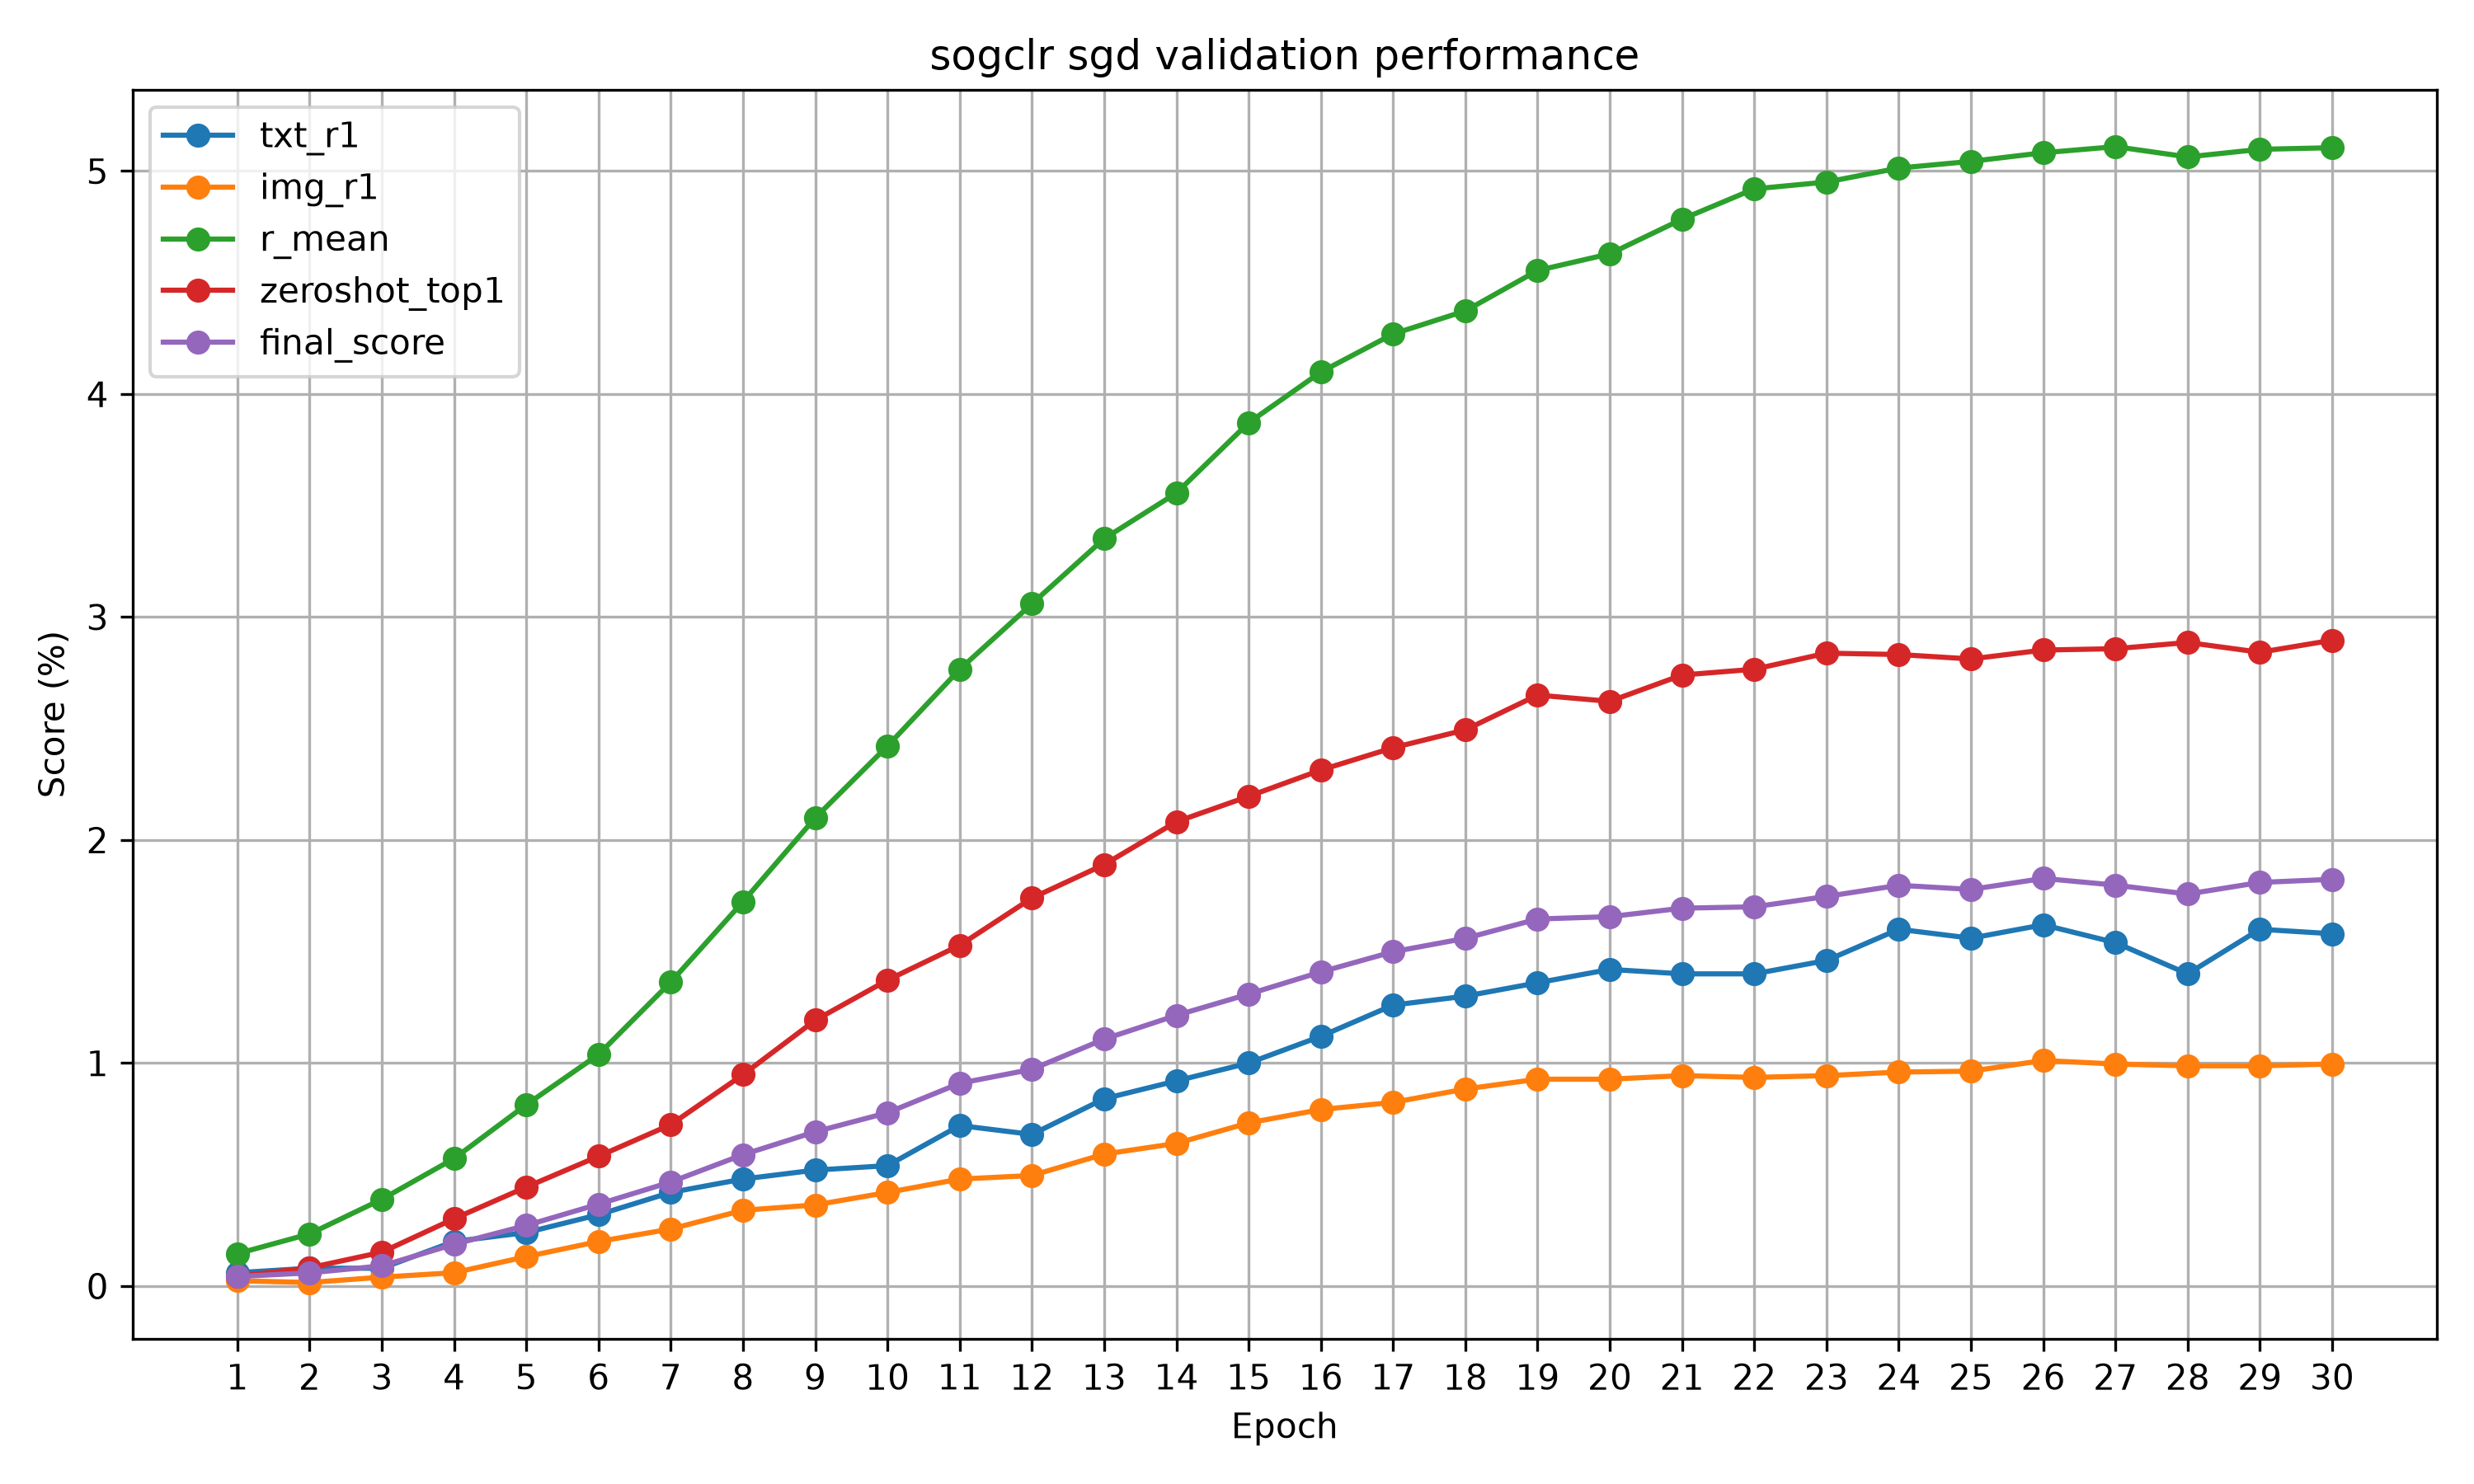 sogclr sgd validation performance
txt_r1
img_r1
r_mean
zeroshot_top1
final_score
Score (%)
5
4
3
2
1
0
1 2 3 4 5 6 7 8 9 10 11 12 13 14 15 16 17 18 19 20 21 22 23 24 25 26 27 28 29 30
Epoch